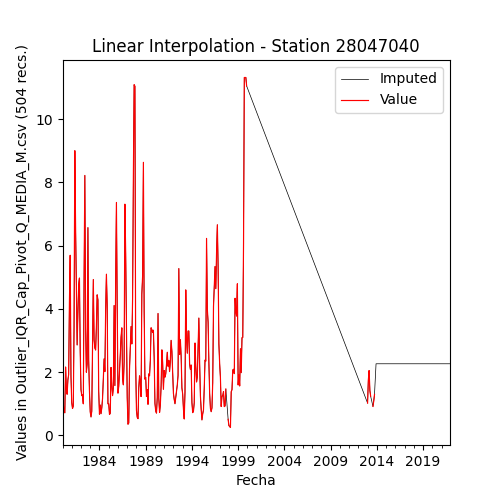 Linear Interpolation - Station 28047040
Imputed
Value
Values in Outlier_IQR_Cap_Pivot_Q_MEDIA_M.csv (504 recs.)
10
8
6
4
2
0
1984 1989 1994 1999 2004 2009 2014 2019
Fecha